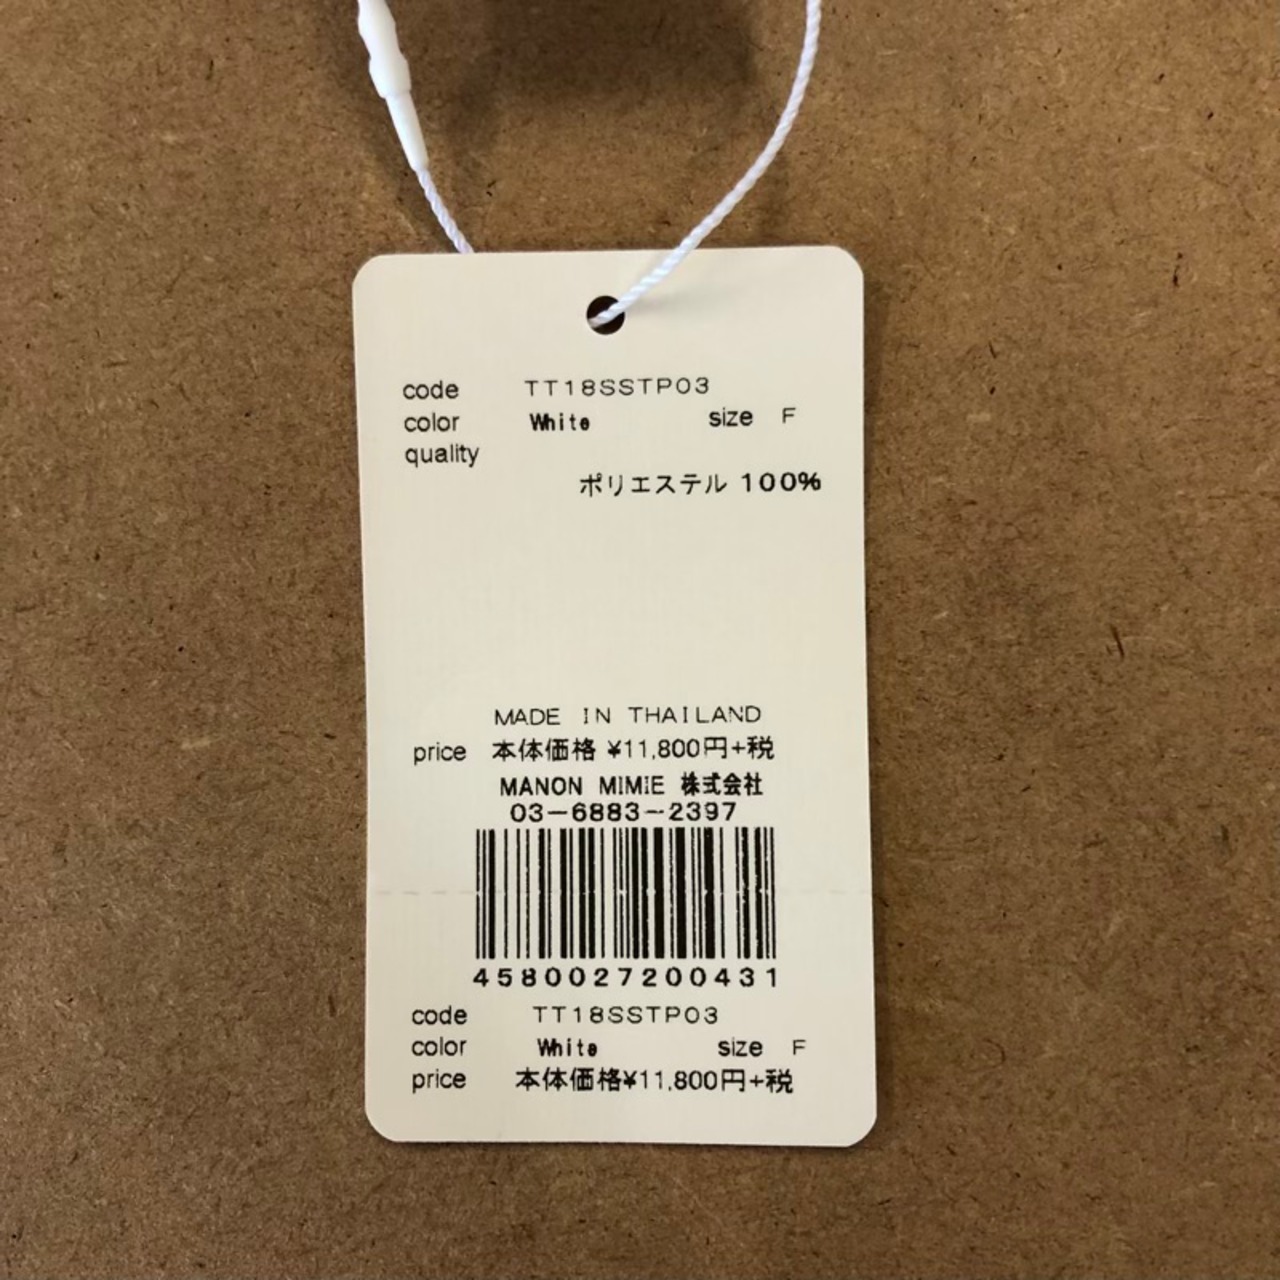 code TT18SSTP03
color White size F
quality
ポリエステル 100%
MADE IN THAILAND
price 本体価格 ¥11,800円+税
MANON MIMIE 株式会社
03-6883-2397
4580027200431
code TT18SSTP03
color White size F
price 本体価格¥11,800円+税